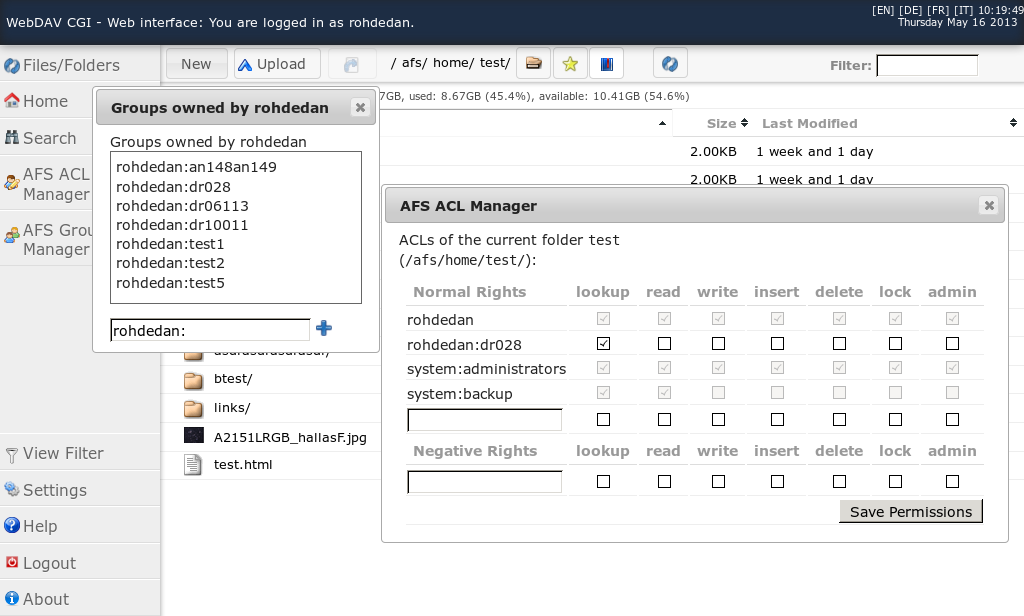 WebDAV CGI - Web interface: You are logged in as rohdedan.
[EN] [DE] [FR] [IT] 10:19:49
Thursday May 16 2013
Files/Folders
Home
Search
AFS ACL
Manager
AFS Grou
Manager
View Filter
Settings
Help
Logout
About
New
Upload
/ afs/ home/ test/
Filter:
7GB, used: 8.67GB (45.4%), available: 10.41GB (54.6%)
Size Last Modified
2.00KB 1 week and 1 day
2.00KB 1 week and 1 day
Groups owned by rohdedan
Groups owned by rohdedan
rohdedan:an148an149
rohdedan:dr028
rohdedan:dr06113
rohdedan:dr10011
rohdedan:test1
rohdedan:test2
rohdedan:test5
rohdedan:
btest/
links/
A2151LRGB_hallasF.jpg
test.html
AFS ACL Manager
ACLs of the current folder test
(/afs/home/test/):
Normal Rights lookup read write insert delete lock admin
rohdedan
rohdedan:dr028
system:administrators
system:backup
Negative Rights lookup read write insert delete lock admin
Save Permissions